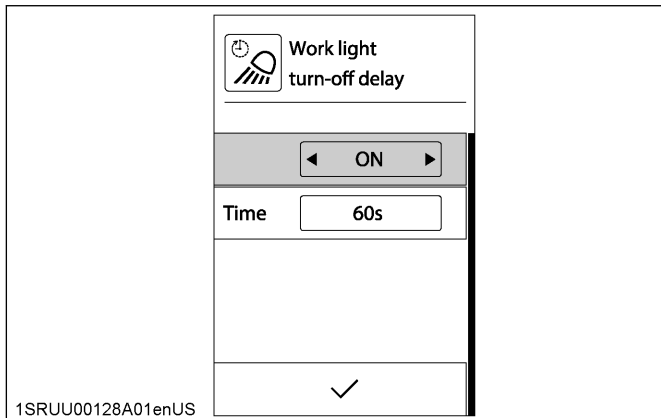 Work light
turn-off delay
ON
Time 60s
1SRUU00128A01enUS